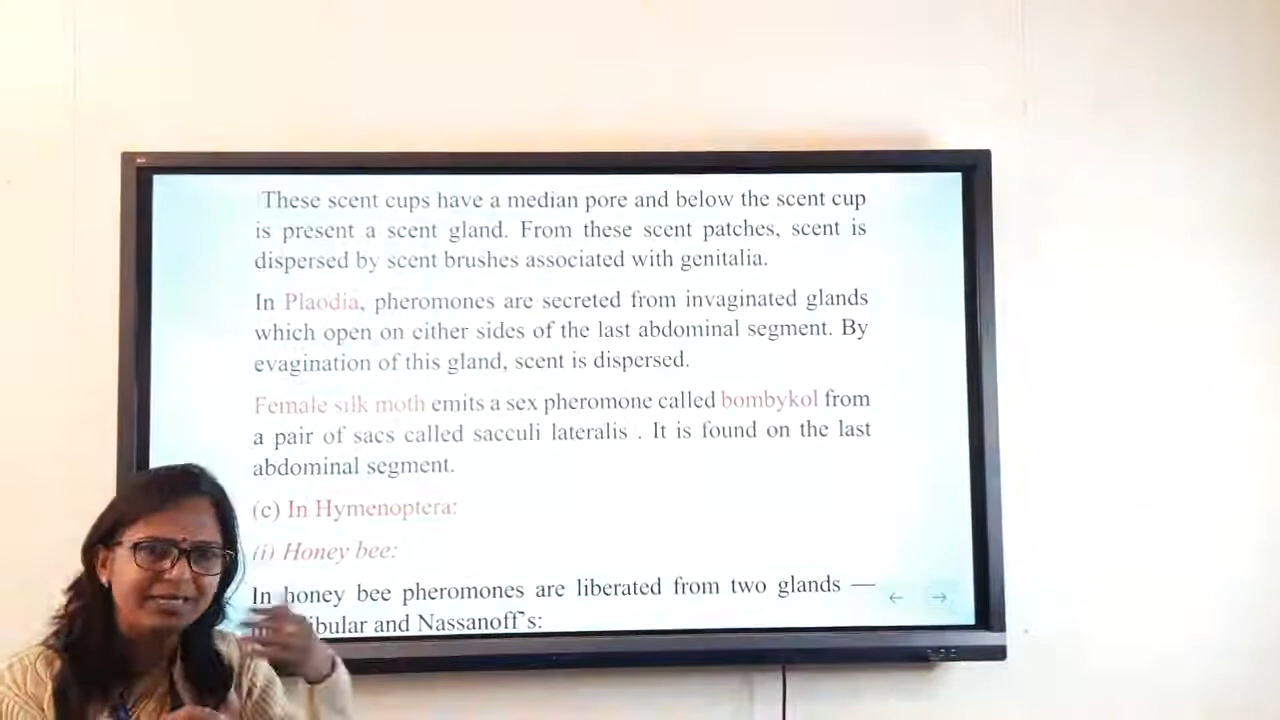 These scent cups have a median pore and below the scent cup
is present a scent gland. From these scent patches, scent is
dispersed by scent brushes associated with genitalia.
In Plaodia, pheromones are secreted from invaginated glands
which open on either sides of the last abdominal segment. By
evagination of this gland, scent is dispersed.
Female silk moth emits a sex pheromone called bombykol from
a pair of sacs called sacculi lateralis . It is found on the last
abdominal segment.
(c) In Hymenoptera:
(i) Honey bee:
In honey bee pheromones are liberated from two glands —
ibular and Nassanoff's: